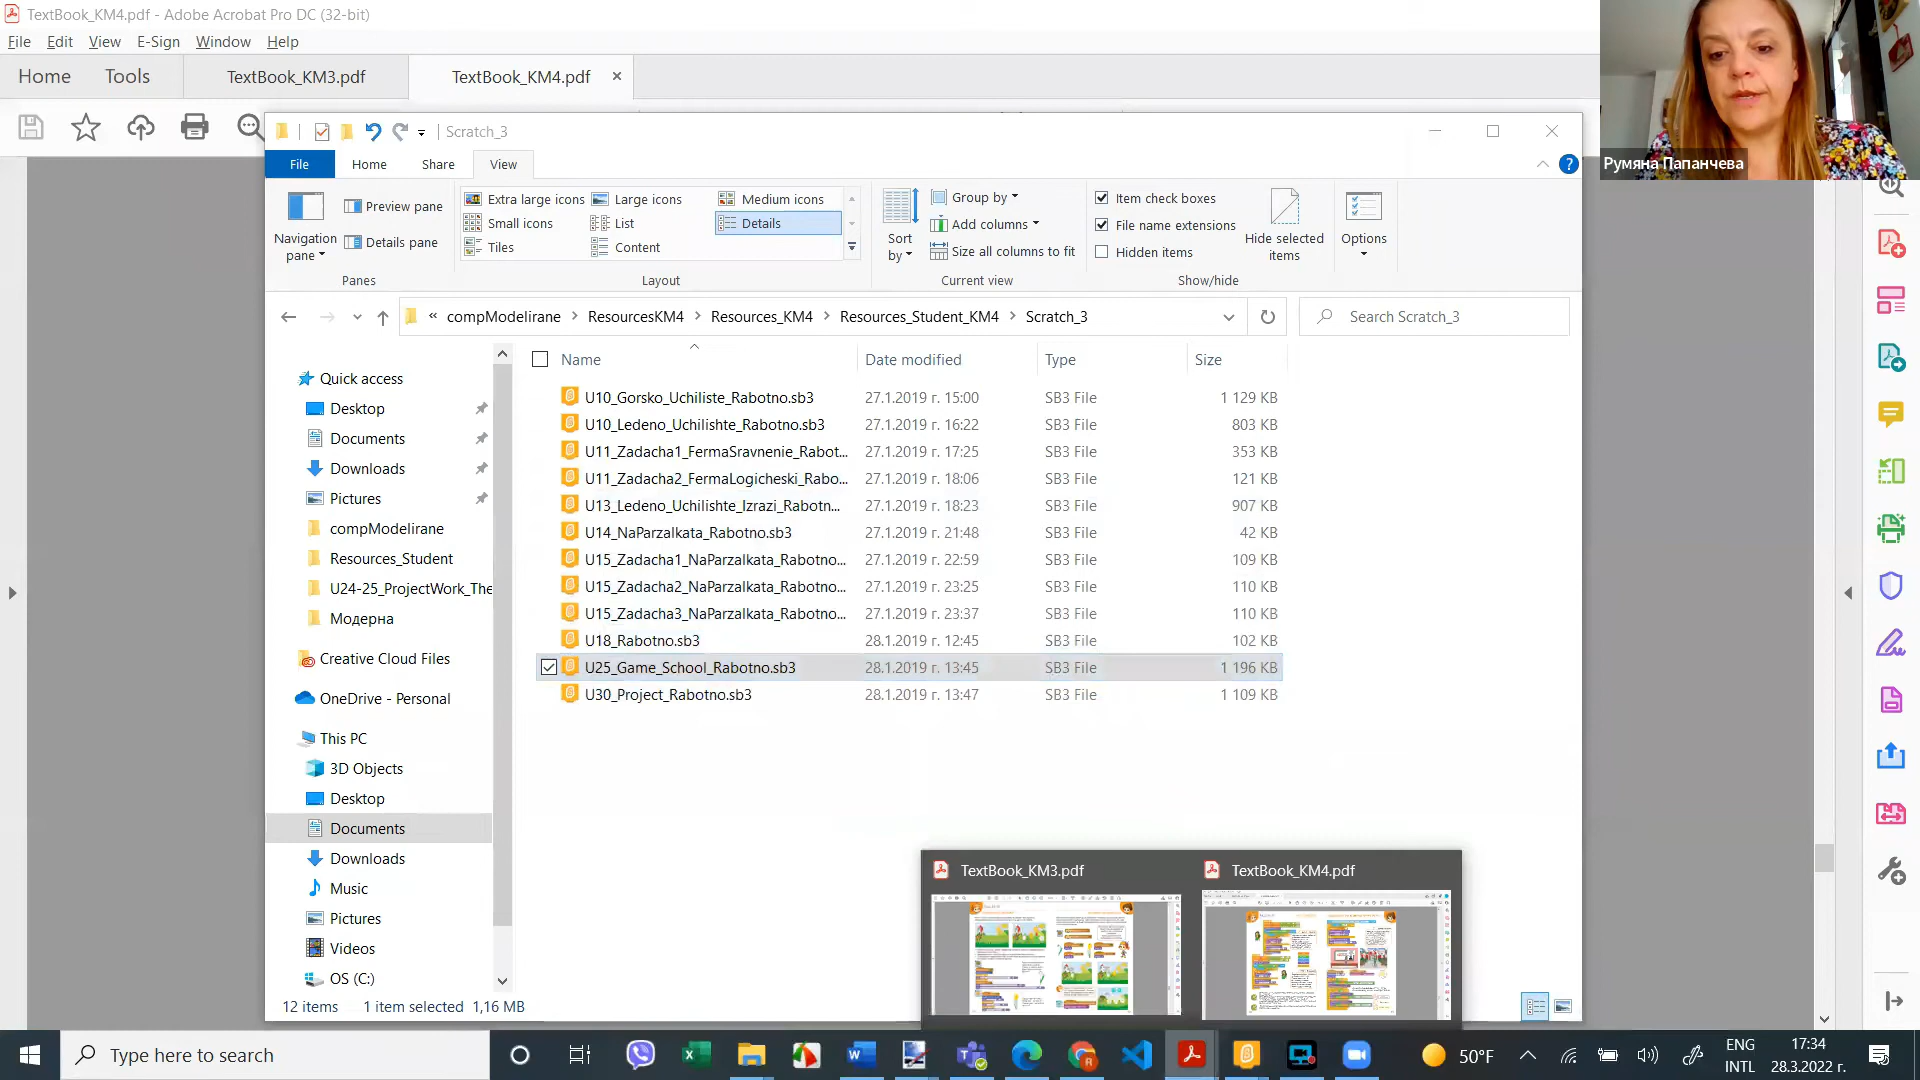 TextBook_KM4.pdf - Adobe Acrobat Pro DC (32-bit)
File Edit View E-Sign Window Help
Home Tools TextBook_KM3.pdf TextBook_KM4.pdf ×
Scratch_3
File Home Share View
Preview pane
Details pane
Navigation pane
Extra large icons Large icons Medium icons
Small icons List Details
Tiles Content
Sort by
Group by
Add columns
Size all columns to fit
Item check boxes
File name extensions
Hidden items
Hide selected items
Options
Panes Layout Current view Show/hide
« compModelirane > ResourcesKM4 > Resources_KM4 > Resources_Student_KM4 > Scratch_3
Search Scratch_3
Name Date modified Type Size
U10_Gorsko_Uchiliste_Rabotno.sb3 27.1.2019 г. 15:00 SB3 File 1 129 KB
U10_Ledeno_Uchilishte_Rabotno.sb3 27.1.2019 г. 16:22 SB3 File 803 KB
U11_Zadacha1_FermaSravnenie_Rabot... 27.1.2019 г. 17:25 SB3 File 353 KB
U11_Zadacha2_FermaLogicheski_Rabo... 27.1.2019 г. 18:06 SB3 File 121 KB
U13_Ledeno_Uchilishte_Izrazi_Rabotn... 27.1.2019 г. 18:23 SB3 File 907 KB
U14_NaParzalkata_Rabotno.sb3 27.1.2019 г. 21:48 SB3 File 42 KB
U15_Zadacha1_NaParzalkata_Rabotno... 27.1.2019 г. 22:59 SB3 File 109 KB
U15_Zadacha2_NaParzalkata_Rabotno... 27.1.2019 г. 23:25 SB3 File 110 KB
U15_Zadacha3_NaParzalkata_Rabotno... 27.1.2019 г. 23:37 SB3 File 110 KB
U18_Rabotno.sb3 28.1.2019 г. 12:45 SB3 File 102 KB
U25_Game_School_Rabotno.sb3 28.1.2019 г. 13:45 SB3 File 1 196 KB
U30_Project_Rabotno.sb3 28.1.2019 г. 13:47 SB3 File 1 109 KB
Quick access
Desktop
Documents
Downloads
Pictures
compModelirane
Resources_Student
U24-25_ProjectWork_The
Модерна
Creative Cloud Files
OneDrive - Personal
This PC
3D Objects
Desktop
Documents
Downloads
Music
Pictures
Videos
OS (C:)
12 items 1 item selected 1,16 MB
TextBook_KM3.pdf TextBook_KM4.pdf
Румяна Папанчева
Type here to search
50°F
ENG
INTL
17:34
28.3.2022 г.